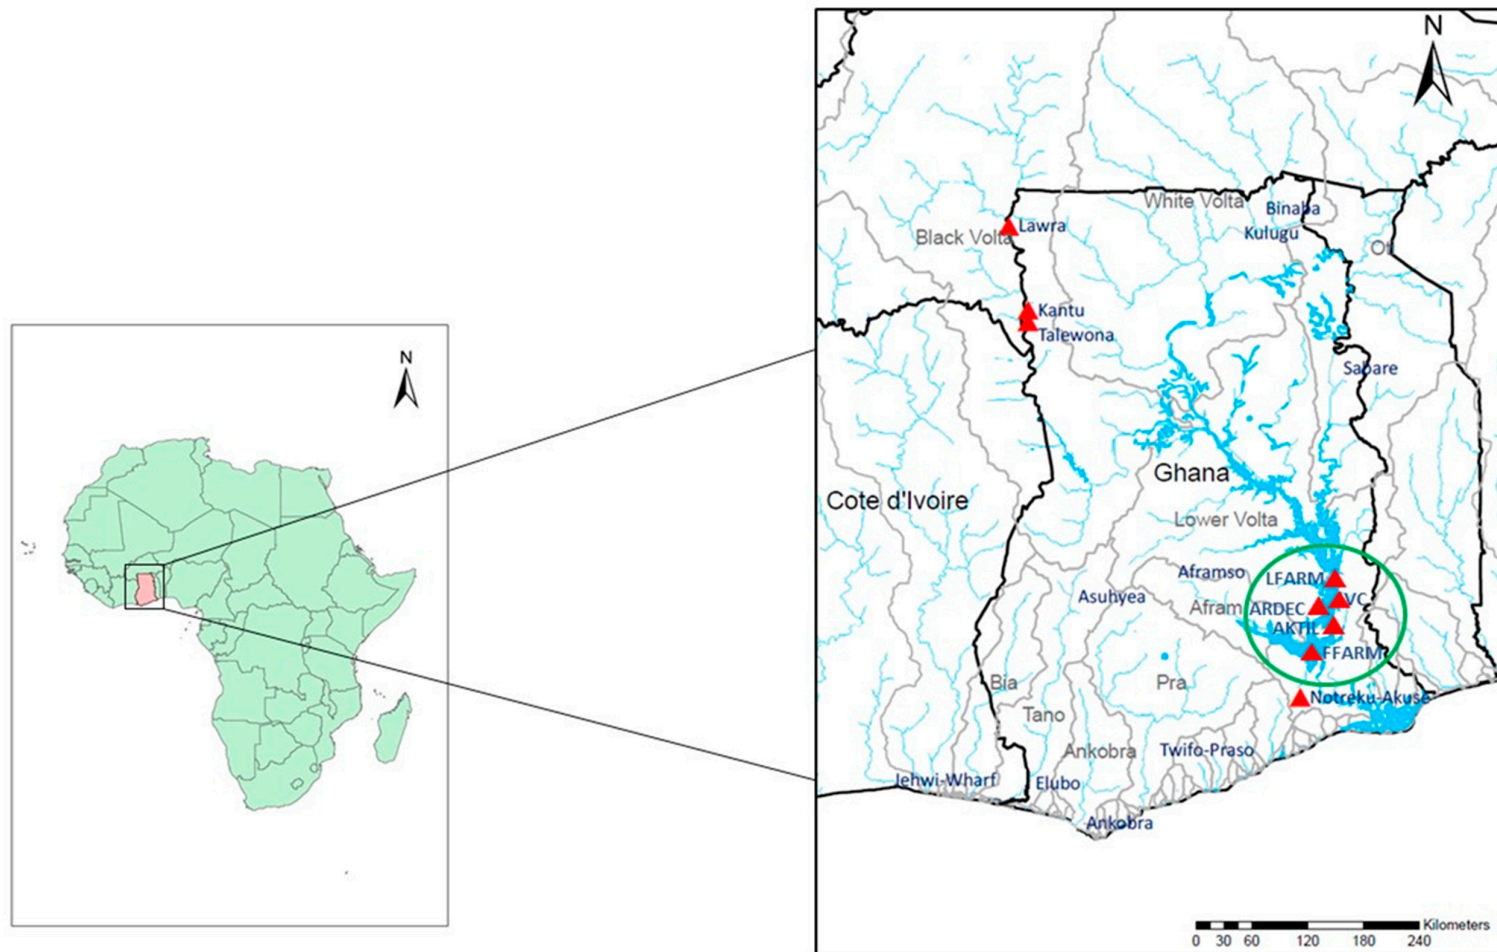 N
N
White Volta
Binaba
Lawra
Kulugu
Black Volta
Kantu
Talewona
Sabare
Ghana
Cote d'Ivoire
Lower Volta
Aframso
LFARM
Asuhyea
Afram
ARDEC
VC
AKTIL
FFARM
Bia
Pra
Notreku-Akuse
Tano
Ankobra
Twifo-Praso
Jehwi-Wharf
Elubo
Ankobra
Kilometers
0 30 60 120 180 240